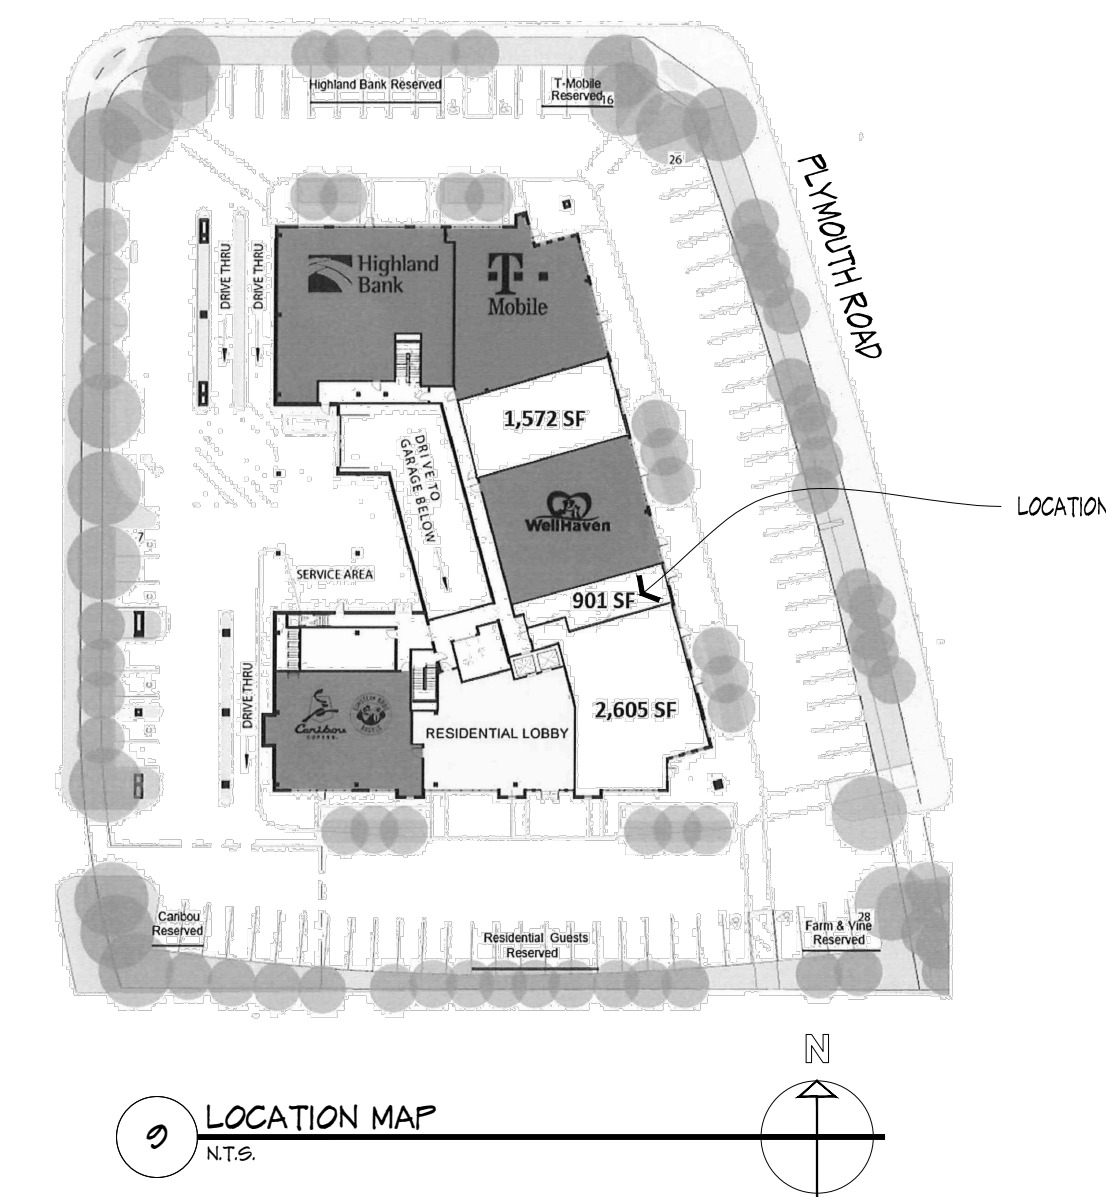 Highland Bank Reserved
T-Mobile
Reserved
16
26
PLYMOUTH ROAD
DRIVE THRU
DRIVE THRU
Highland
Bank
T
Mobile
1,572 SF
DRIVE TO
GARAGE BELOW
WellHaven
LOCATION
7
SERVICE AREA
901 SF
DRIVE THRU
2,605 SF
Caribou
COFFEE
RESIDENTIAL LOBBY
Caribou
Reserved
28
Farm & Vine
Reserved
Residential Guests
Reserved
N
9
LOCATION MAP
N.T.S.